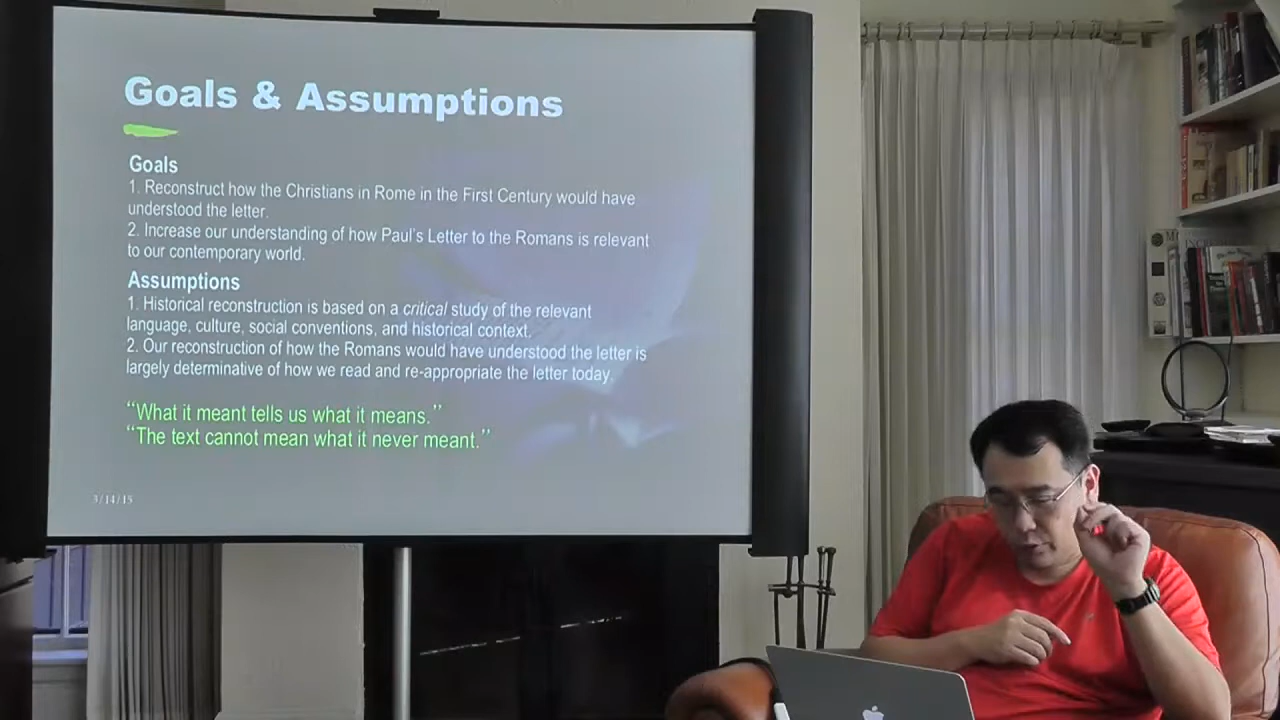 Goals & Assumptions
Goals
1. Reconstruct how the Christians in Rome in the First Century would have
understood the letter.
2. Increase our understanding of how Paul's Letter to the Romans is relevant
to our contemporary world.
Assumptions
1. Historical reconstruction is based on a critical study of the relevant
language, culture, social conventions, and historical context.
2. Our reconstruction of how the Romans would have understood the letter is
largely determinative of how we read and re-appropriate the letter today.
“What it meant tells us what it means.”
“The text cannot mean what it never meant.”
3/14/15